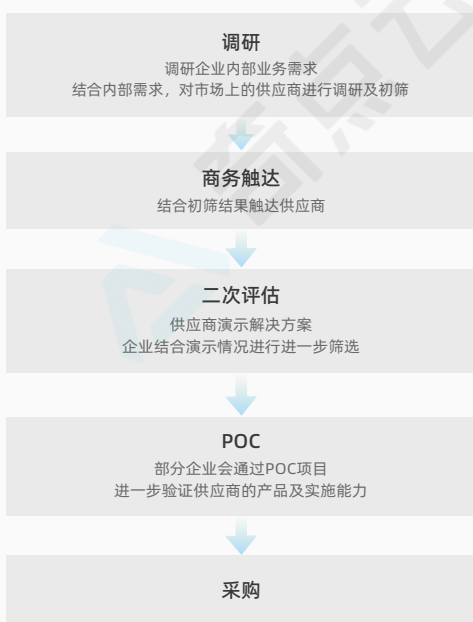 调研
调研企业内部业务需求
结合内部需求，对市场上的供应商进行调研及初筛
商务触达
结合初筛结果触达供应商
二次评估
供应商演示解决方案
企业结合演示情况进行进一步筛选
POC
部分企业会通过POC项目
进一步验证供应商的产品及实施能力
采购